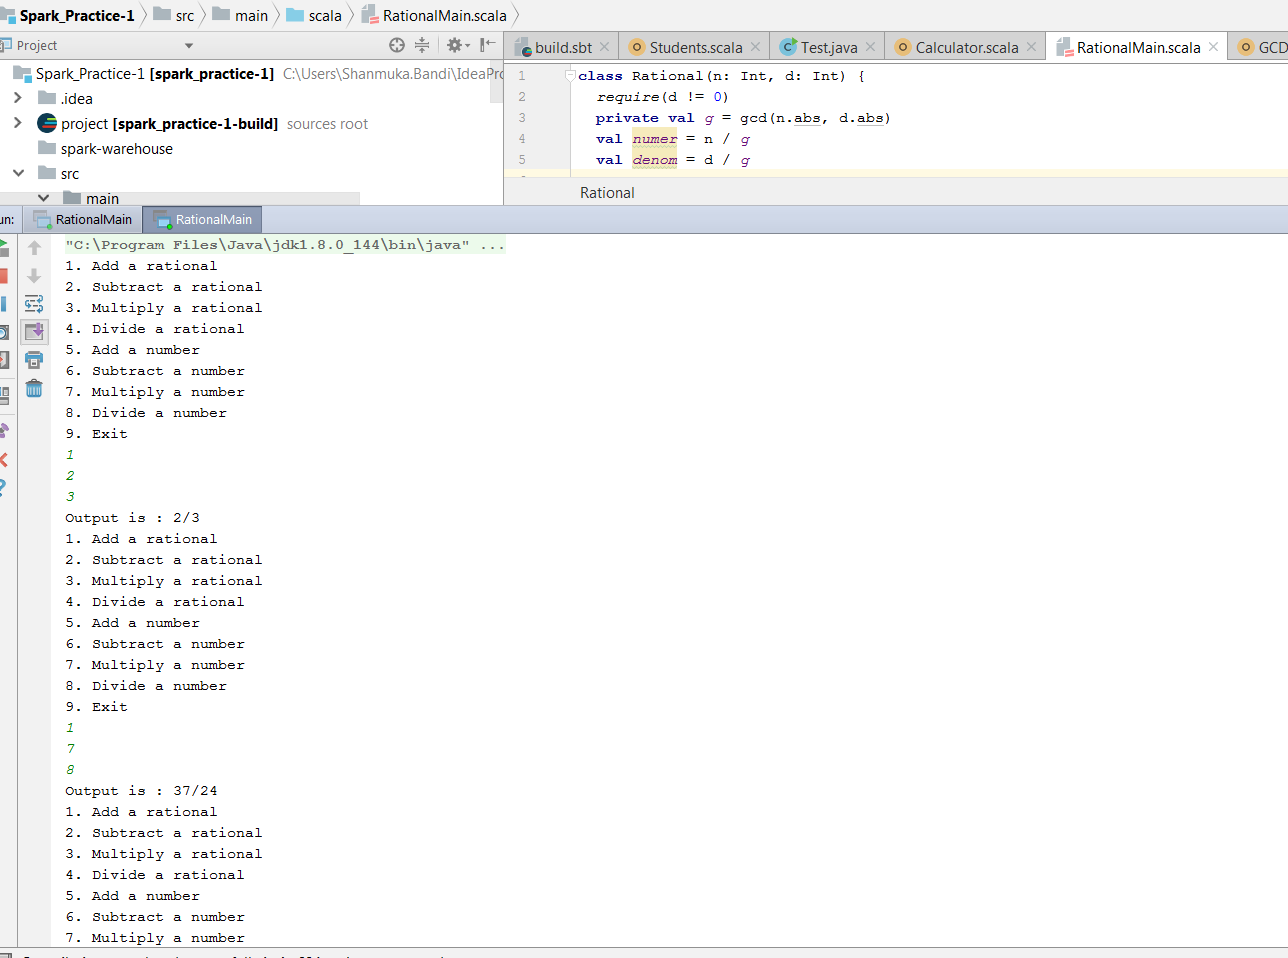 Spark_Practice-1 src main scala RationalMain.scala
Project
build.sbt Students.scala Test.java Calculator.scala RationalMain.scala GCD
Spark_Practice-1 [spark_practice-1] C:\Users\Shanmuka.Bandi\IdeaPro
.idea
project [spark_practice-1-build] sources root
spark-warehouse
src
main
1 class Rational(n: Int, d: Int) {
2 require(d != 0)
3 private val g = gcd(n.abs, d.abs)
4 val numer = n / g
5 val denom = d / g
Rational
un: RationalMain RationalMain
"C:\Program Files\Java\jdk1.8.0_144\bin\java" ...
1. Add a rational
2. Subtract a rational
3. Multiply a rational
4. Divide a rational
5. Add a number
6. Subtract a number
7. Multiply a number
8. Divide a number
9. Exit
1
2
3
Output is : 2/3
1. Add a rational
2. Subtract a rational
3. Multiply a rational
4. Divide a rational
5. Add a number
6. Subtract a number
7. Multiply a number
8. Divide a number
9. Exit
1
7
8
Output is : 37/24
1. Add a rational
2. Subtract a rational
3. Multiply a rational
4. Divide a rational
5. Add a number
6. Subtract a number
7. Multiply a number